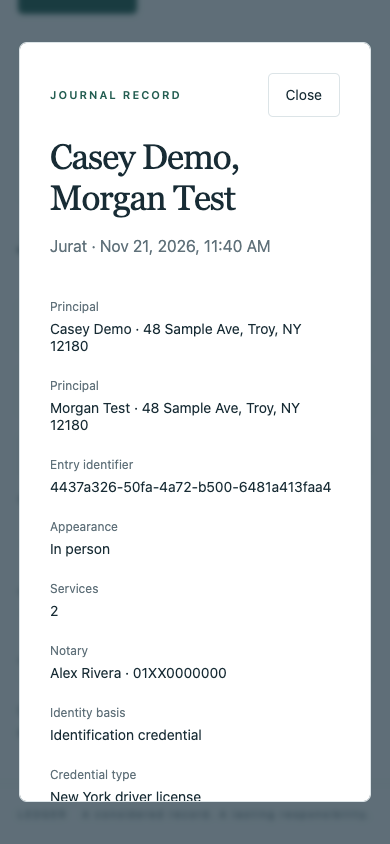 JOURNAL RECORD
Close
Casey Demo,
Morgan Test
Jurat · Nov 21, 2026, 11:40 AM
Principal
Casey Demo · 48 Sample Ave, Troy, NY
12180
Principal
Morgan Test · 48 Sample Ave, Troy, NY
12180
Entry identifier
4437a326-50fa-4a72-b500-6481a413faa4
Appearance
In person
Services
2
Notary
Alex Rivera · 01XX0000000
Identity basis
Identification credential
Credential type
New York driver license